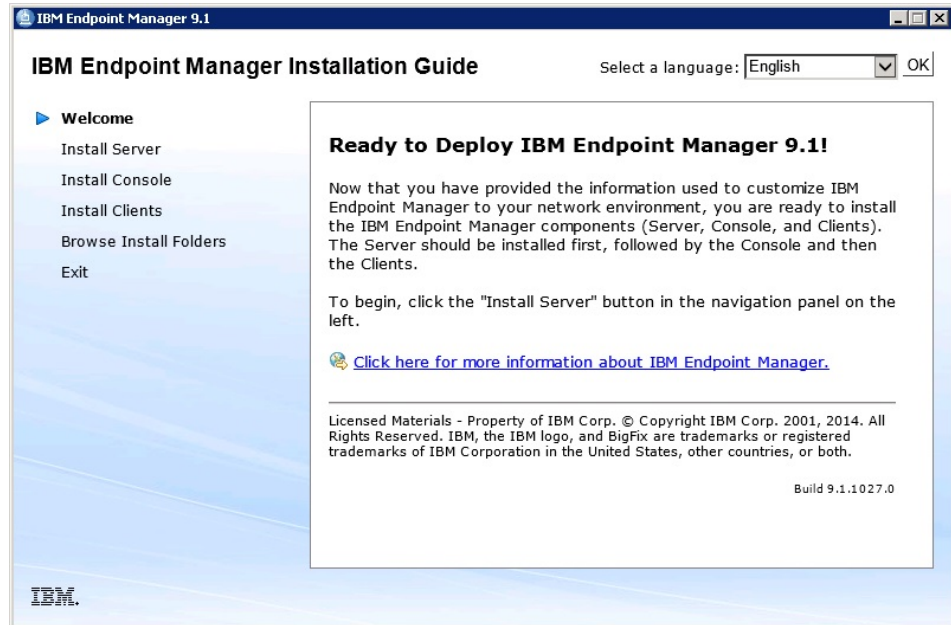 IBM Endpoint Manager 9.1
IBM Endpoint Manager Installation Guide
Select a language: English OK
Welcome
Install Server
Install Console
Install Clients
Browse Install Folders
Exit
Ready to Deploy IBM Endpoint Manager 9.1!
Now that you have provided the information used to customize IBM
Endpoint Manager to your network environment, you are ready to install
the IBM Endpoint Manager components (Server, Console, and Clients).
The Server should be installed first, followed by the Console and then
the Clients.
To begin, click the "Install Server" button in the navigation panel on the
left.
Click here for more information about IBM Endpoint Manager.
Licensed Materials - Property of IBM Corp. © Copyright IBM Corp. 2001, 2014. All
Rights Reserved. IBM, the IBM logo, and BigFix are trademarks or registered
trademarks of IBM Corporation in the United States, other countries, or both.
Build 9.1.1027.0
IBM.